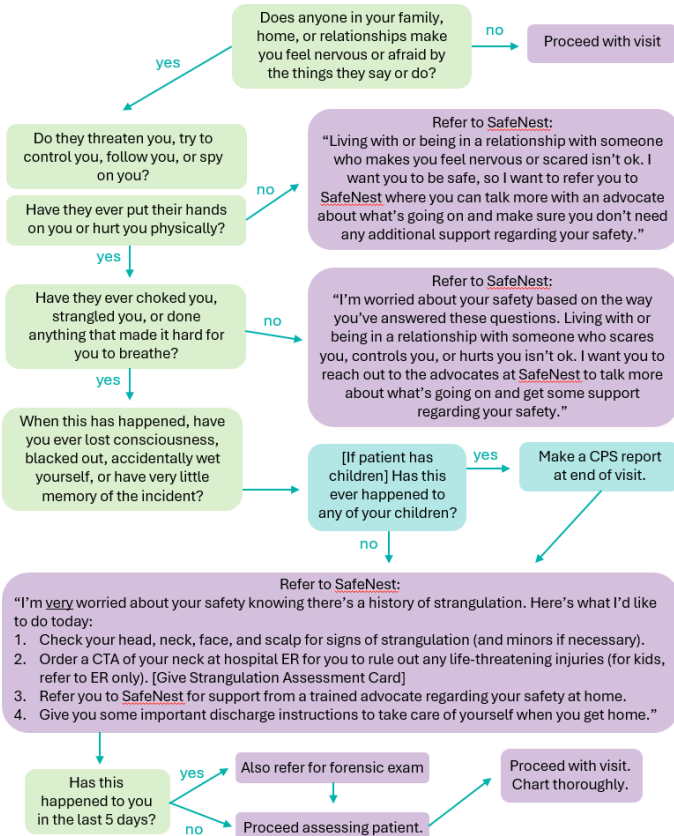 Does anyone in your family,
home, or relationships make
you feel nervous or afraid by
the things they say or do?
no
Proceed with visit
yes
Do they threaten you, try to
control you, follow you, or spy
on you?
Have they ever put their hands
on you or hurt you physically?
no
Refer to SafeNest:
“Living with or being in a relationship with someone
who makes you feel nervous or scared isn’t ok. I
want you to be safe, so I want to refer you to
SafeNest where you can talk more with an advocate
about what’s going on and make sure you don’t need
any additional support regarding your safety.”
yes
Have they ever choked you,
strangled you, or done
anything that made it hard for
you to breathe?
no
Refer to SafeNest:
“I’m worried about your safety based on the way
you’ve answered these questions. Living with or
being in a relationship with someone who scares
you, controls you, or hurts you isn’t ok. I want you to
reach out to the advocates at SafeNest to talk more
about what’s going on and get some support
regarding your safety.”
yes
When this has happened, have
you ever lost consciousness,
blacked out, accidentally wet
yourself, or have very little
memory of the incident?
[If patient has
children] Has this
ever happened to
any of your children?
yes
Make a CPS report
at end of visit.
no
Refer to SafeNest:
“I’m very worried about your safety knowing there’s a history of strangulation. Here’s what I’d like
to do today:
1. Check your head, neck, face, and scalp for signs of strangulation (and minors if necessary).
2. Order a CTA of your neck at hospital ER for you to rule out any life-threatening injuries (for kids,
refer to ER only). [Give Strangulation Assessment Card]
3. Refer you to SafeNest for support from a trained advocate regarding your safety at home.
4. Give you some important discharge instructions to take care of yourself when you get home.”
Has this
happened to you
in the last 5 days?
yes
Also refer for forensic exam
no
Proceed assessing patient.
Proceed with visit.
Chart thoroughly.